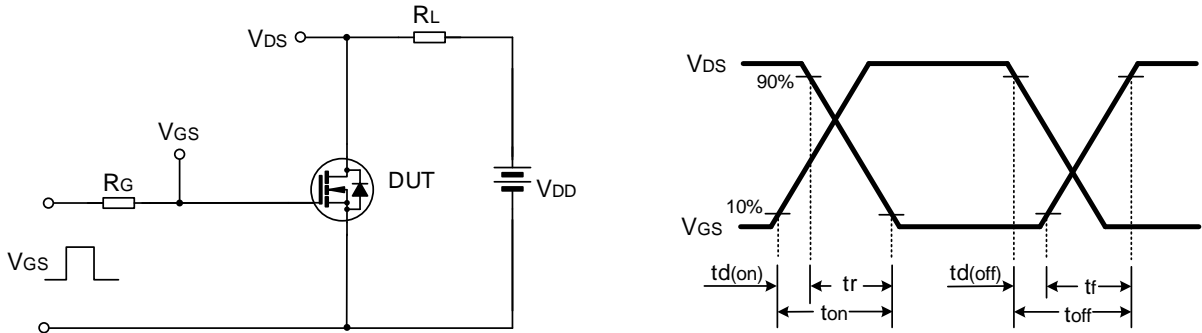 RL
VDS
VGS
RG
DUT
VDD
VGS
VDS
90%
10%
VGS
td(on)
tr
ton
td(off)
tf
toff